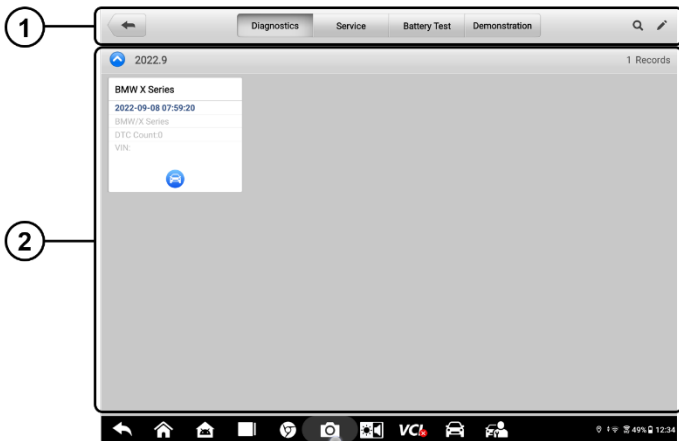 1
Diagnostics Service Battery Test Demonstration
2022.9 1 Records
BMW X Series
2022-09-08 07:59:20
BMW/X Series
DTC Count:0
VIN:
2
VCI 49% 12:34